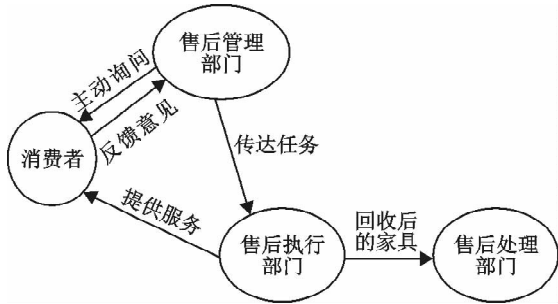 售后管理
部门
主动询问
反馈意见
消费者
传达任务
提供服务
售后执行
部门
回收后
的家具
售后处理
部门